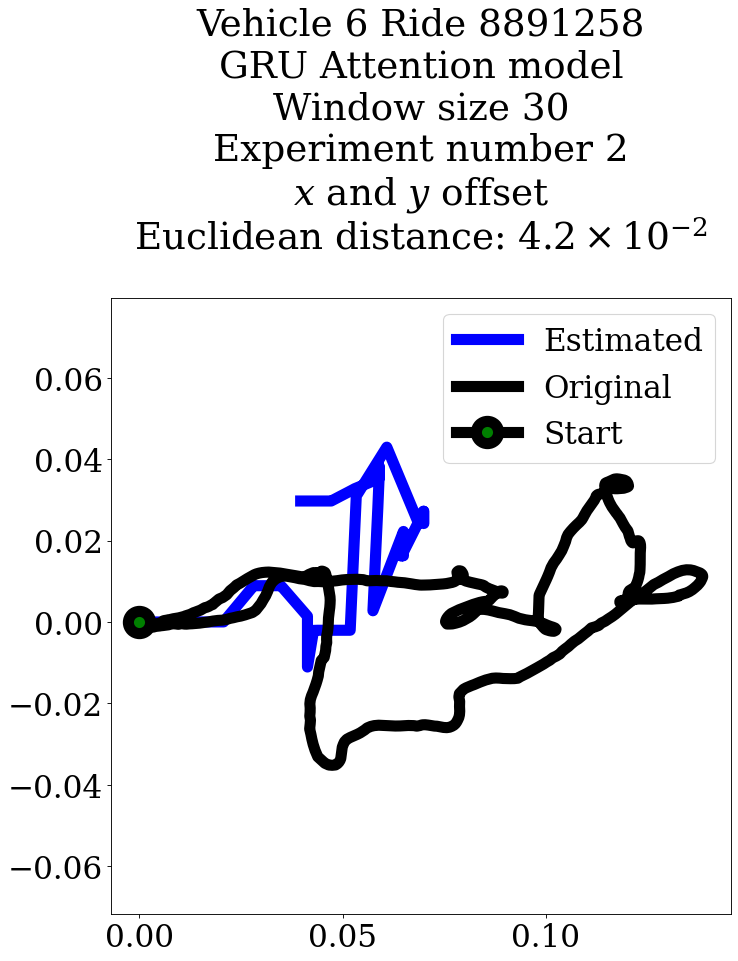 Vehicle 6 Ride 8891258
GRU Attention model
Window size 30
Experiment number 2
x and y offset
Euclidean distance: 4.2 × 10⁻²
Estimated
Original
Start
0.06
0.04
0.02
0.00
−0.02
−0.04
−0.06
0.00 0.05 0.10